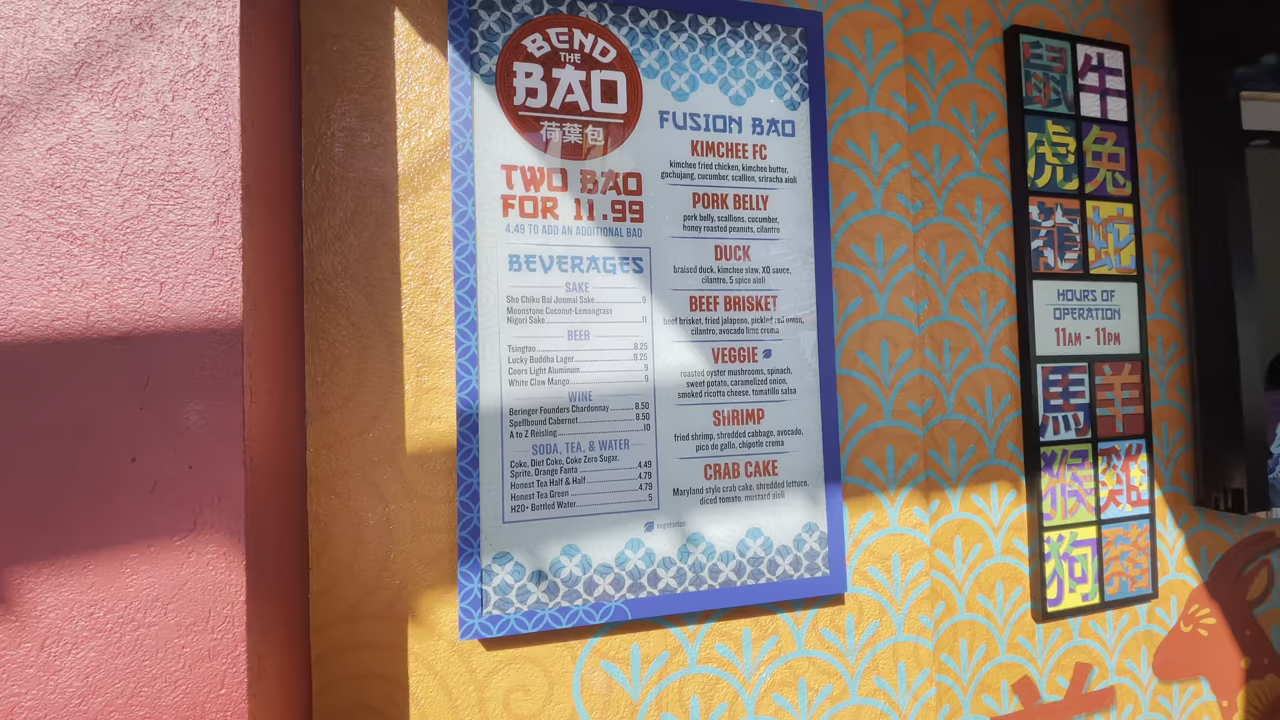 BEND
THE
BAO
荷葉包
TWO BAO
FOR 11.99
4.49 TO ADD AN ADDITIONAL BAO
BEVERAGES
SAKE
Sho Chiku Bai Junmai Sake 9
Moonstone Coconut-Lemongrass
Nigori Sake 11
BEER
Tsingtao 8.25
Lucky Buddha Lager 8.25
Coors Light Aluminum 9
White Claw Mango 9
WINE
Beringer Founders Chardonnay 8.50
Spellbound Cabernet 8.50
A to Z Reisling 10
SODA, TEA, & WATER
Coke, Diet Coke, Coke Zero Sugar,
Sprite, Orange Fanta 4.49
Honest Tea Half & Half 4.79
Honest Tea Green 4.79
H2O+ Bottled Water 5
FUSION BAO
KIMCHEE FC
kimchee fried chicken, kimchee butter,
gochujang, cucumber, scallion, sriracha aioli
PORK BELLY
pork belly, scallions, cucumber,
honey roasted peanuts, cilantro
DUCK
braised duck, kimchee slaw, XO sauce,
cilantro, 5 spice aioli
BEEF BRISKET
beef brisket, fried jalapeno, pickled red onion,
cilantro, avocado lime crema
VEGGIE
roasted oyster mushrooms, spinach,
sweet potato, caramelized onion,
smoked ricotta cheese, tomatillo salsa
SHRIMP
fried shrimp, shredded cabbage, avocado,
pico de gallo, chipotle crema
CRAB CAKE
Maryland style crab cake, shredded lettuce,
diced tomato, mustard aioli
vegetarian
鼠 牛
虎 兔
龍 蛇
HOURS OF
OPERATION
11AM - 11PM
馬 羊
猴 雞
狗 豬